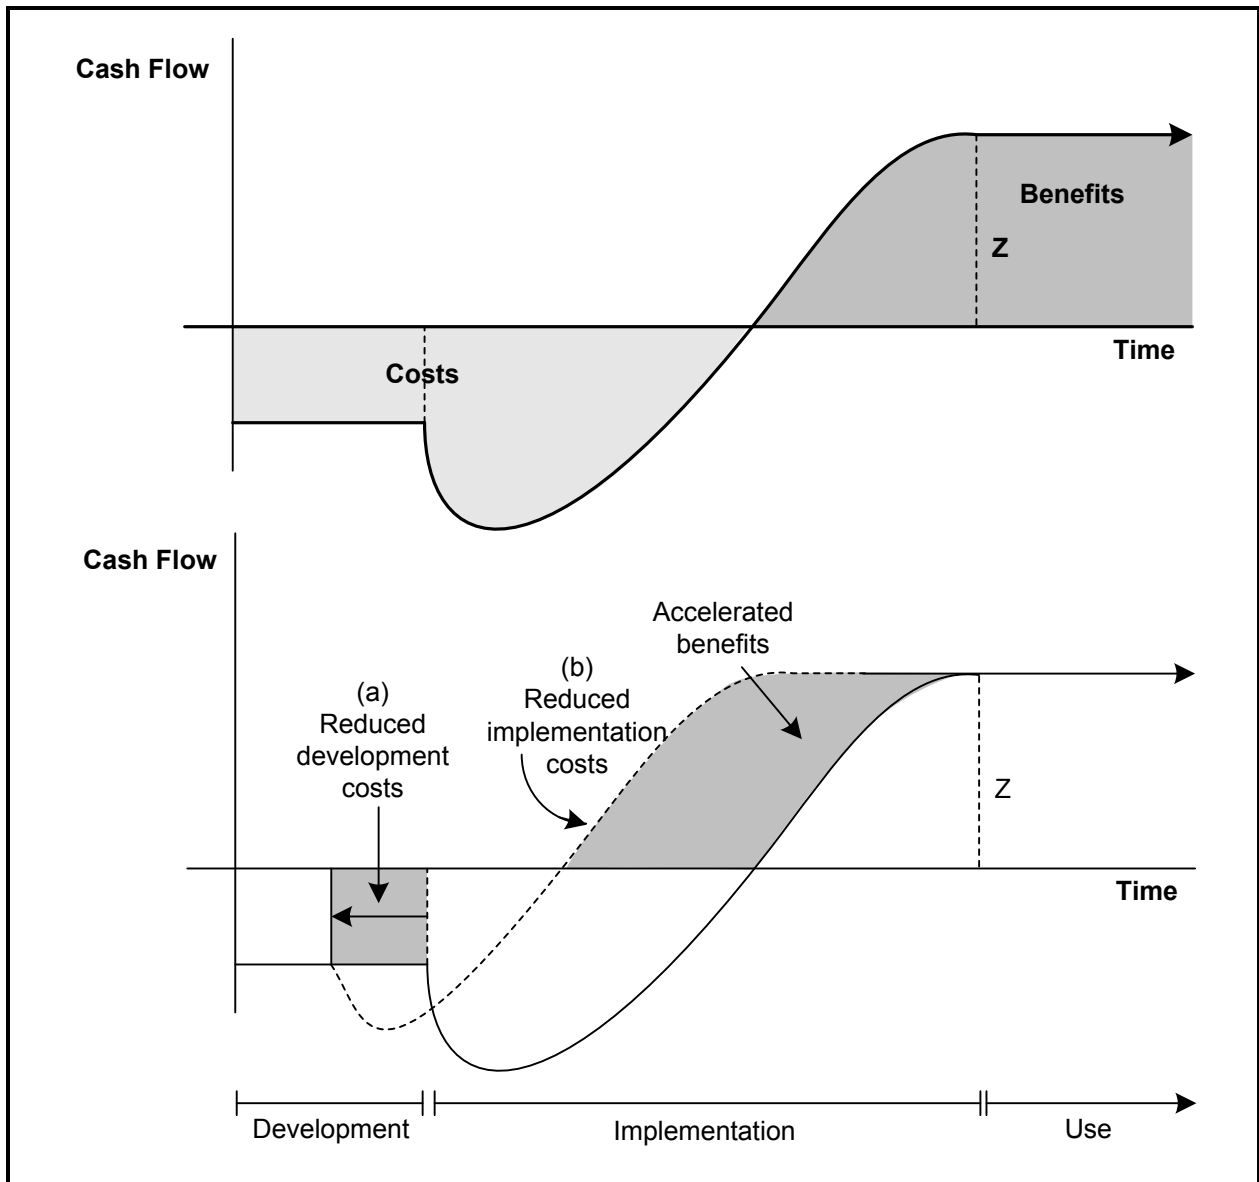 Cash Flow
Benefits
Z
Time
Costs
Cash Flow
Accelerated
benefits
(b)
Reduced
implementation
costs
(a)
Reduced
development
costs
Z
Time
Development
Implementation
Use